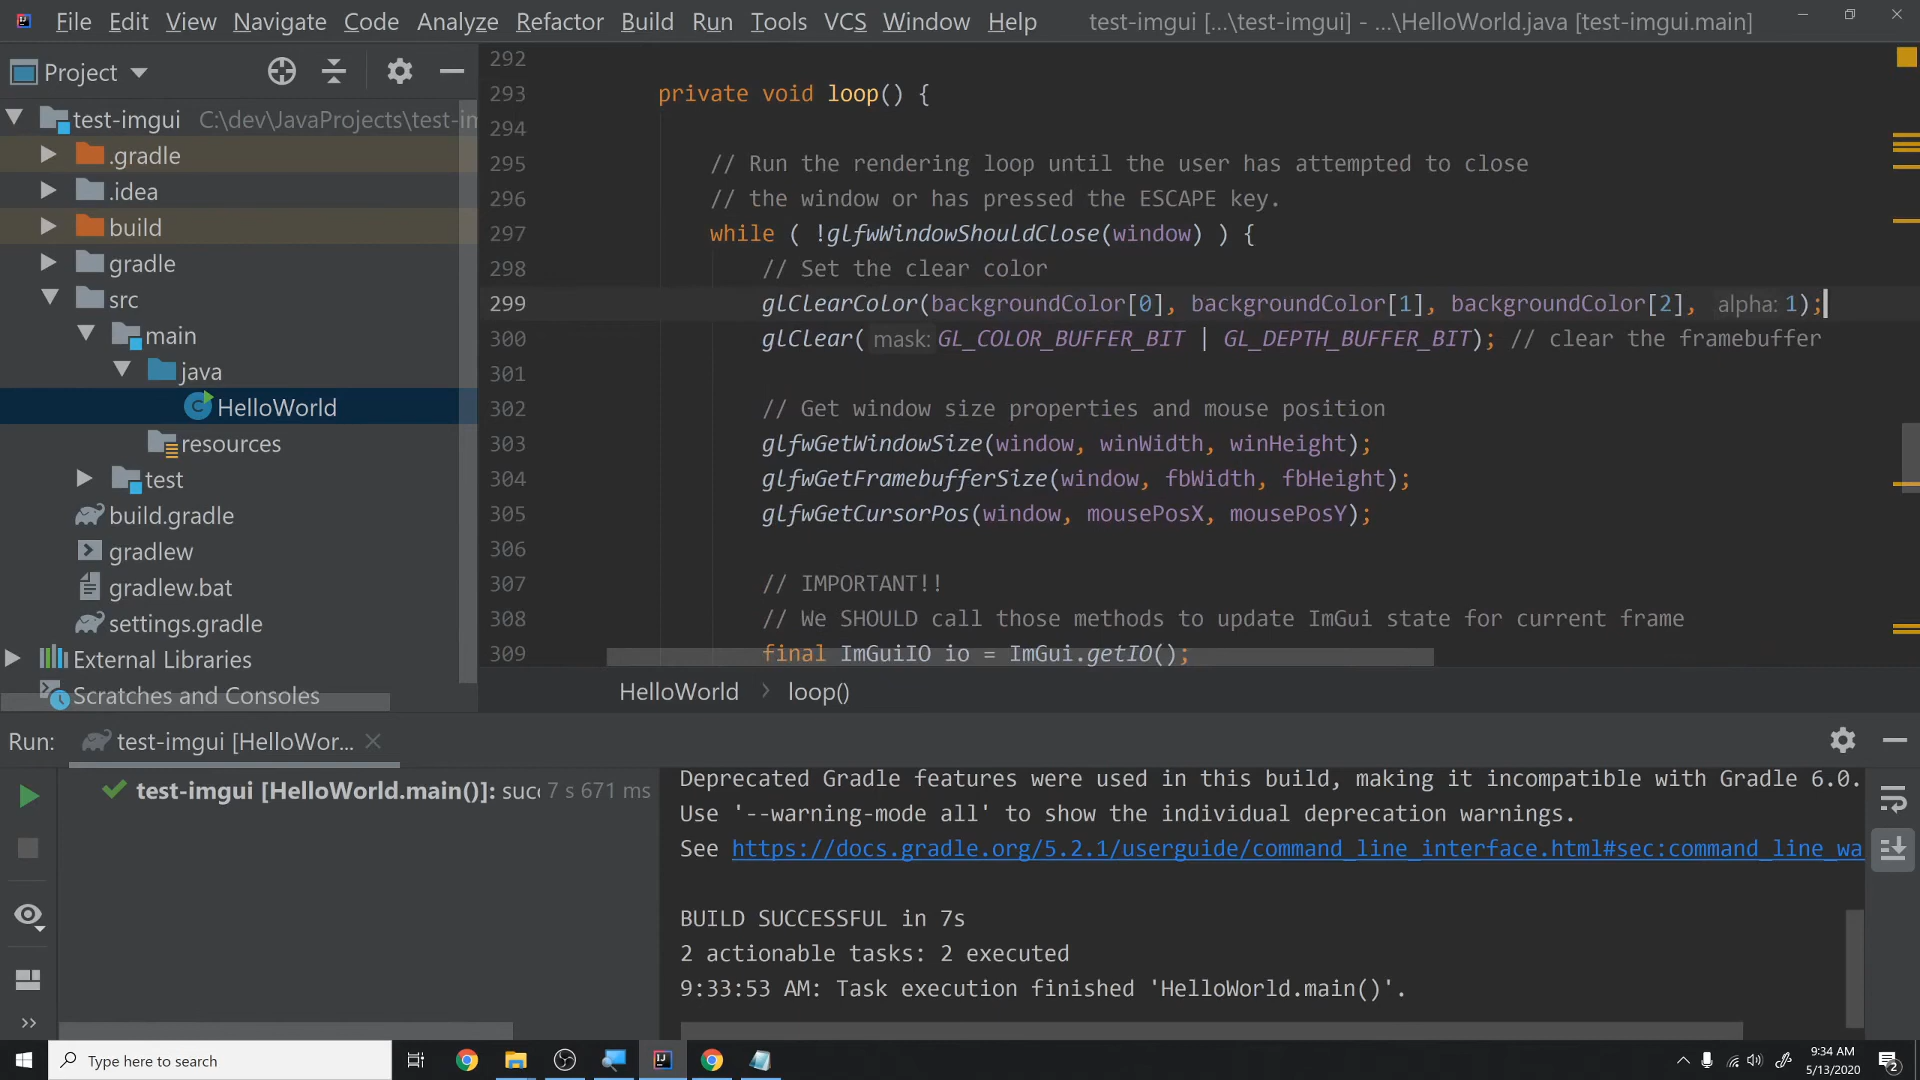 File Edit View Navigate Code Analyze Refactor Build Run Tools VCS Window Help test-imgui [...\test-imgui] - ...\HelloWorld.java [test-imgui.main]
Project
test-imgui C:\dev\JavaProjects\test-im
.gradle
.idea
build
gradle
src
main
java
HelloWorld
resources
test
build.gradle
gradlew
gradlew.bat
settings.gradle
External Libraries
Scratches and Consoles
292
293 private void loop() {
294
295 // Run the rendering loop until the user has attempted to close
296 // the window or has pressed the ESCAPE key.
297 while ( !glfwWindowShouldClose(window) ) {
298 // Set the clear color
299 glClearColor(backgroundColor[0], backgroundColor[1], backgroundColor[2], alpha: 1);
300 glClear( mask: GL_COLOR_BUFFER_BIT | GL_DEPTH_BUFFER_BIT); // clear the framebuffer
301
302 // Get window size properties and mouse position
303 glfwGetWindowSize(window, winWidth, winHeight);
304 glfwGetFramebufferSize(window, fbWidth, fbHeight);
305 glfwGetCursorPos(window, mousePosX, mousePosY);
306
307 // IMPORTANT!!
308 // We SHOULD call those methods to update ImGui state for current frame
309 final ImGuiIO io = ImGui.getIO();
HelloWorld > loop()
Run: test-imgui [HelloWor...
test-imgui [HelloWorld.main()]: succ 7 s 671 ms
Deprecated Gradle features were used in this build, making it incompatible with Gradle 6.0.
Use '--warning-mode all' to show the individual deprecation warnings.
See https://docs.gradle.org/5.2.1/userguide/command_line_interface.html#sec:command_line_wa
BUILD SUCCESSFUL in 7s
2 actionable tasks: 2 executed
9:33:53 AM: Task execution finished 'HelloWorld.main()'.
Type here to search
9:34 AM
5/13/2020
2